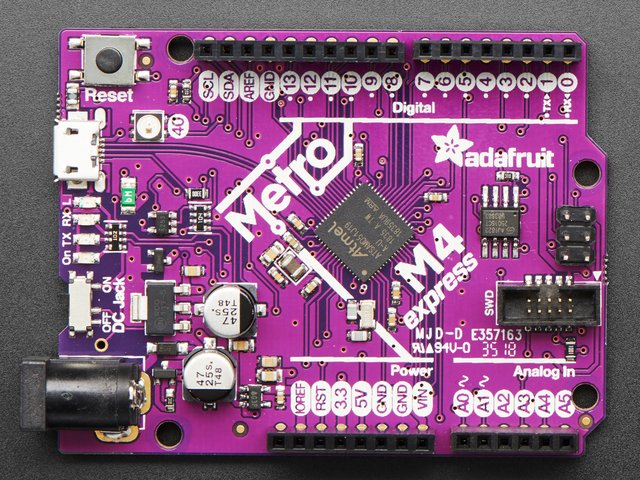 SCL
SDA
AREF
GND
13
12
11
10
9
8
7
6
5
4
3
2
1
0
TX
RX
Digital
Reset
40
Metro
adafruit
L
RX
TX
On
ON
OFF
DC Jack
Atmel
M4
express
SWD
47
25s.
T48
47
25s.
T48
MJD-D E357163
94V-0 3518
Power
Analog In
IOREF
RST
3.3
5V
GND
GND
VIN
A0
A1
A2
A3
A4
A5